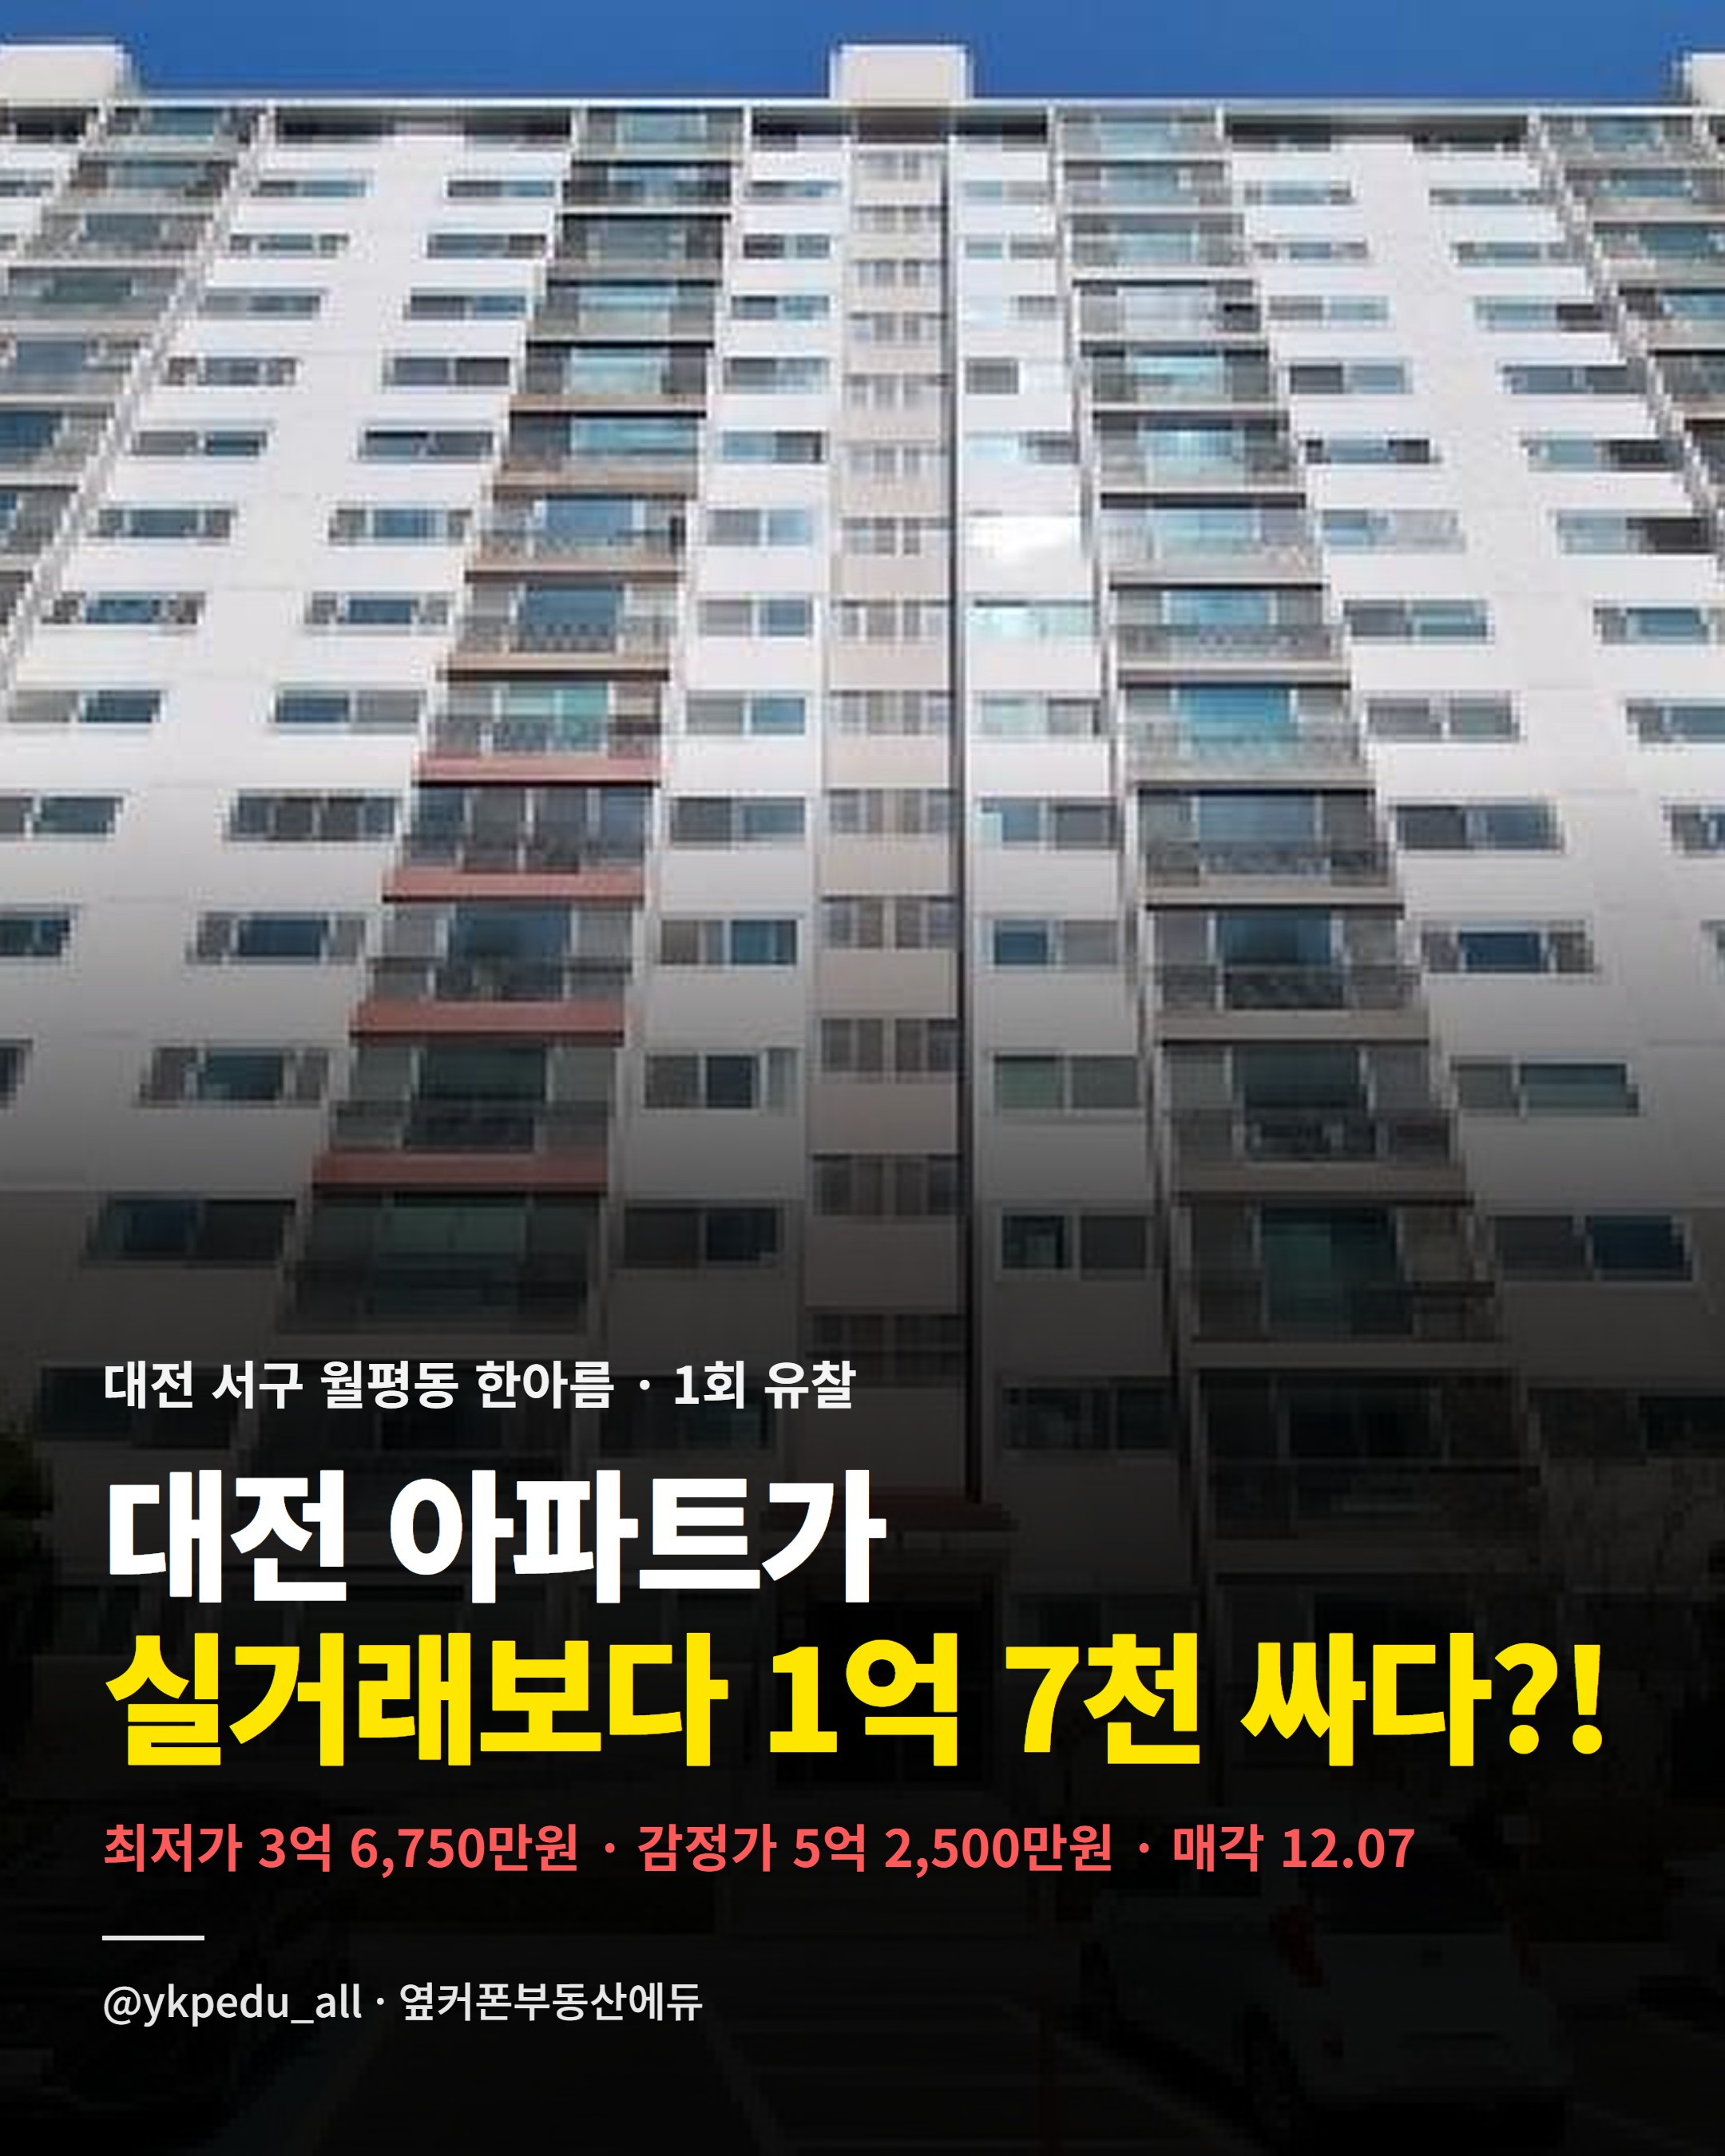 대전 서구 월평동 한아름 · 1회 유찰
대전 아파트가
실거래보다 1억 7천 싸다?!
최저가 3억 6,750만원 · 감정가 5억 2,500만원 · 매각 12.07
@ykpedu_all · 옆커폰부동산에듀